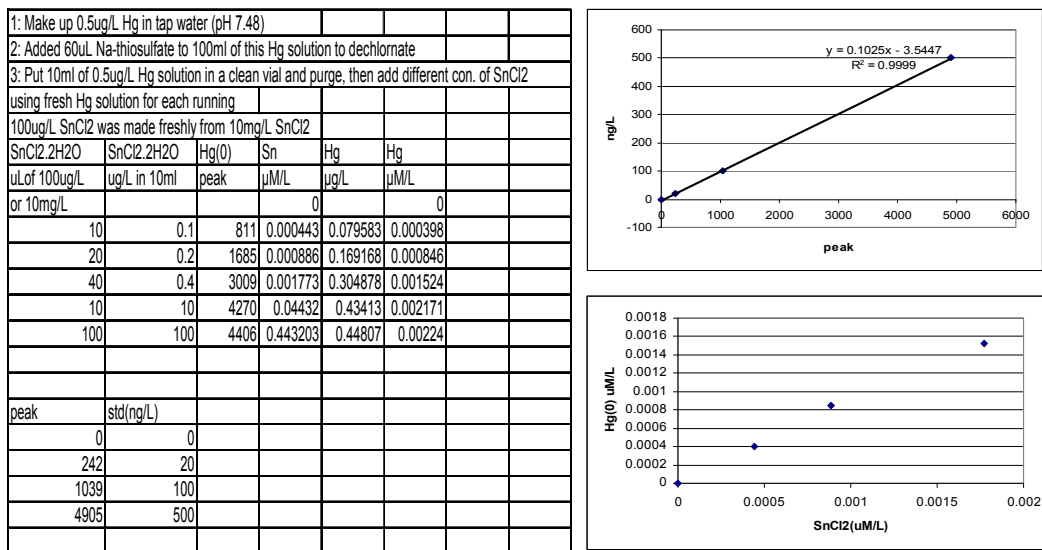 1: Make up 0.5ug/L Hg in tap water (pH 7.48)
2: Added 60uL Na-thiosulfate to 100ml of this Hg solution to dechlornate
3: Put 10ml of 0.5ug/L Hg solution in a clean vial and purge, then add different con. of SnCl2
using fresh Hg solution for each running
100ug/L SnCl2 was made freshly from 10mg/L SnCl2
SnCl2.2H2O SnCl2.2H2O Hg(0) Sn Hg Hg
uLof 100ug/L ug/L in 10ml peak µM/L µg/L µM/L
or 10mg/L 0 0
10 0.1 811 0.000443 0.079583 0.000398
20 0.2 1685 0.000886 0.169168 0.000846
40 0.4 3009 0.001773 0.304878 0.001524
10 10 4270 0.04432 0.43413 0.002171
100 100 4406 0.443203 0.44807 0.00224
peak std(ng/L)
0 0
242 20
1039 100
4905 500
600
500
400
300
200
100
0
-100
ng/L
y = 0.1025x - 3.5447
R² = 0.9999
0 1000 2000 3000 4000 5000 6000
peak
0.0018
0.0016
0.0014
0.0012
0.001
0.0008
0.0006
0.0004
0.0002
0
Hg(0) uM/L
0 0.0005 0.001 0.0015 0.002
SnCl2(uM/L)